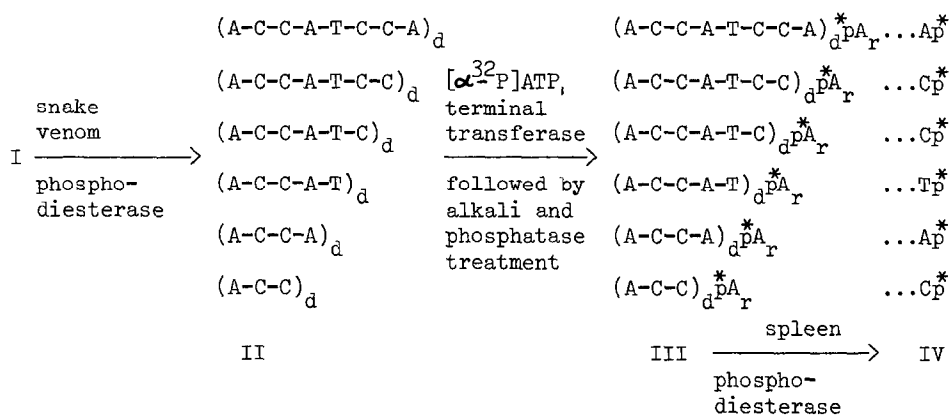 (A-C-C-A-T-C-C-A)d (A-C-C-A-T-C-C-A)d*pAr ...Ap*
(A-C-C-A-T-C-C)d [α-32P]ATP, (A-C-C-A-T-C-C)d*pAr ...Cp*
snake venom terminal transferase
(A-C-C-A-T-C)d (A-C-C-A-T-C)d*pAr ...Cp*
I
phospho-diesterase (A-C-C-A-T)d followed by alkali and phosphatase treatment (A-C-C-A-T)d*pAr ...Tp*
(A-C-C-A)d (A-C-C-A)d*pAr ...Ap*
(A-C-C)d (A-C-C)d*pAr ...Cp*
II III spleen IV
phospho-
diesterase